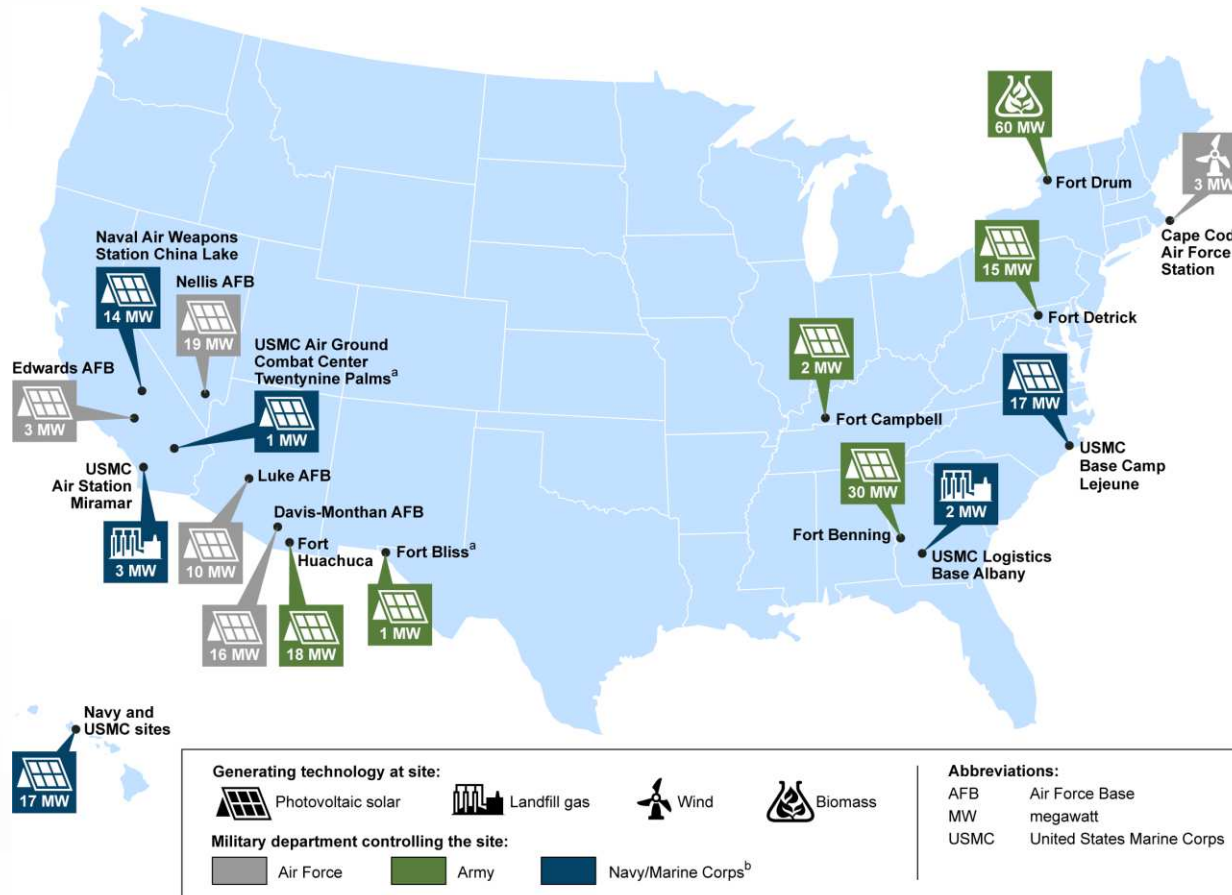 60 MW
Fort Drum
3 MW
Cape Cod
Air Force
Station
15 MW
Fort Detrick
Naval Air Weapons
Station China Lake
14 MW
Nellis AFB
19 MW
USMC Air Ground
Combat Center
Twentynine Palmsᵃ
1 MW
Edwards AFB
3 MW
2 MW
Fort Campbell
17 MW
USMC
Base Camp
Lejeune
USMC
Air Station
Miramar
3 MW
Luke AFB
10 MW
Davis-Monthan AFB
16 MW
Fort
Huachuca
18 MW
Fort Blissᵃ
1 MW
30 MW
Fort Benning
2 MW
USMC Logistics
Base Albany
Navy and
USMC sites
17 MW
Generating technology at site:
Photovoltaic solar
Landfill gas
Wind
Biomass
Military department controlling the site:
Air Force
Army
Navy/Marine Corpsᵇ
Abbreviations:
AFB Air Force Base
MW megawatt
USMC United States Marine Corps